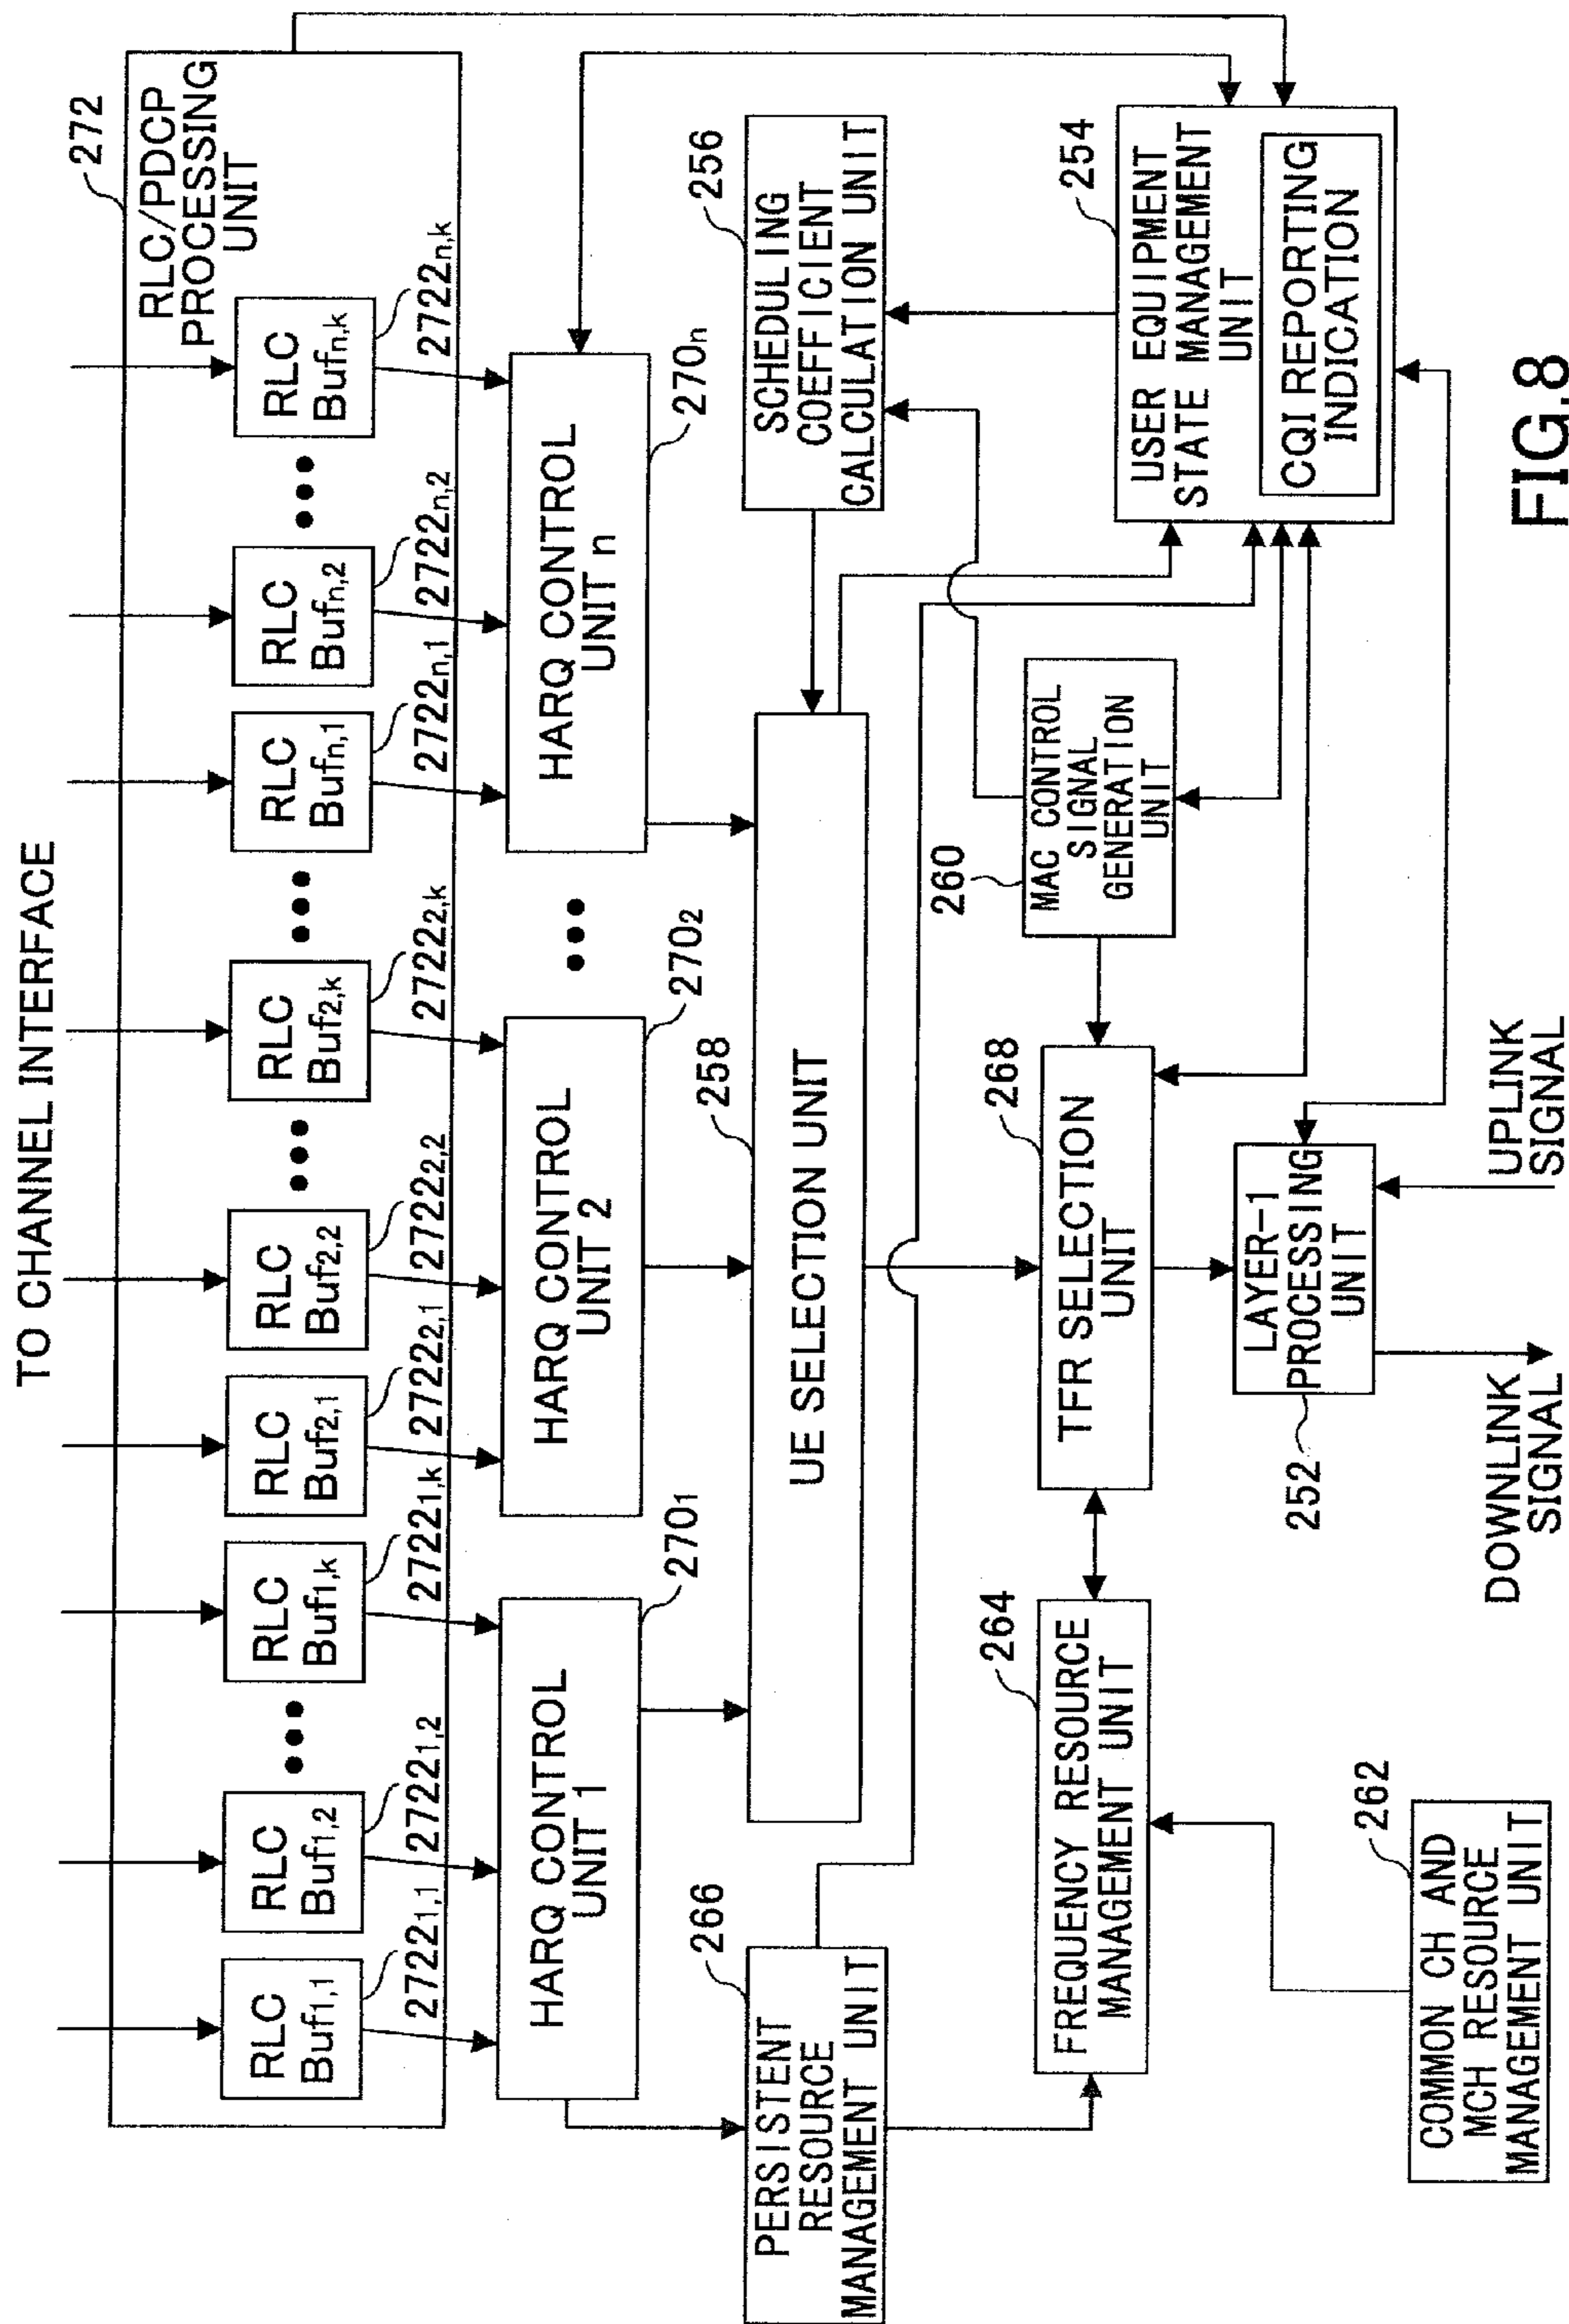 TO CHANNEL INTERFACE
272
RLC/PDCP
PROCESSING
UNIT
RLC
Buf1,1
RLC
Buf1,2
RLC
Buf1,k
RLC
Buf2,1
RLC
Buf2,2
RLC
Buf2,k
RLC
Bufn,1
RLC
Bufn,2
RLC
Bufn,k
27221,1
27221,2
27221,k
27222,1
27222,2
27222,k
2722n,1
2722n,2
2722n,k
HARQ CONTROL
UNIT 1
2701
HARQ CONTROL
UNIT 2
2702
HARQ CONTROL
UNIT n
270n
266
PERSISTENT
RESOURCE
MANAGEMENT UNIT
258
UE SELECTION UNIT
256
SCHEDULING
COEFFICIENT
CALCULATION UNIT
264
FREQUENCY RESOURCE
MANAGEMENT UNIT
268
TFR SELECTION
UNIT
260
MAC CONTROL
SIGNAL
GENERATION
UNIT
254
USER EQUIPMENT
STATE MANAGEMENT
UNIT
CQI REPORTING
INDICATION
262
COMMON CH AND
MCH RESOURCE
MANAGEMENT UNIT
252
LAYER-1
PROCESSING
UNIT
DOWNLINK
SIGNAL
UPLINK
SIGNAL
FIG.8